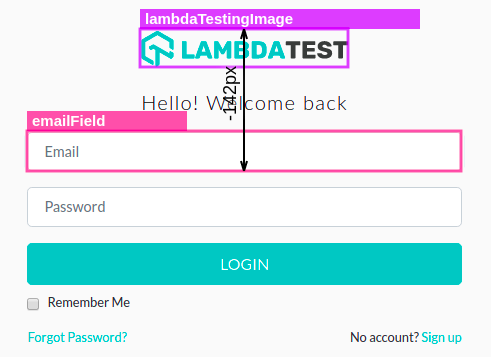 lambdaTestingImage
LAMBDATEST
-142px
Hello! Welcome back
emailField
Email
Password
LOGIN
Remember Me
Forgot Password?
No account? Sign up